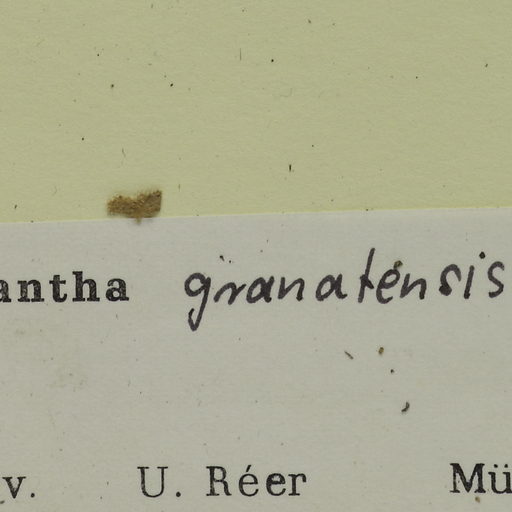 antha granatensis
v. U. Réer Mü